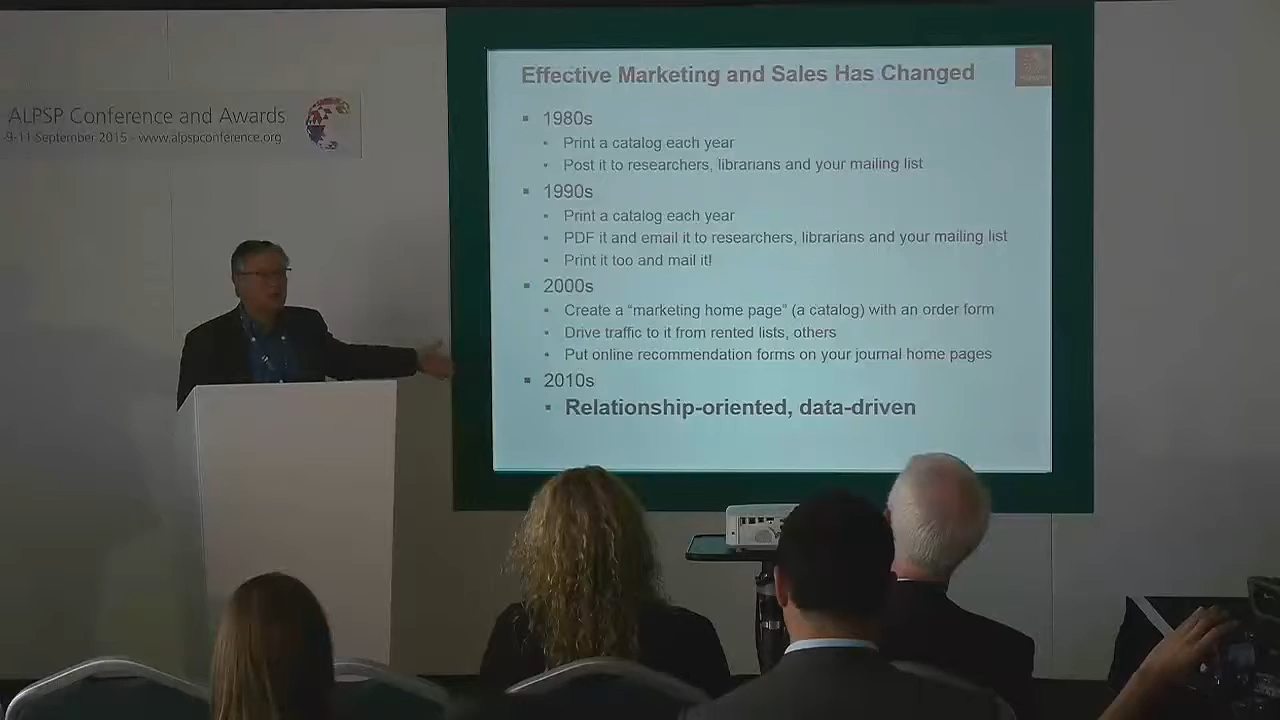 ALPSP Conference and Awards
9-11 September 2015 - www.alpspconference.org
Effective Marketing and Sales Has Changed
▪ 1980s
▪ Print a catalog each year
▪ Post it to researchers, librarians and your mailing list
▪ 1990s
▪ Print a catalog each year
▪ PDF it and email it to researchers, librarians and your mailing list
▪ Print it too and mail it!
▪ 2000s
▪ Create a “marketing home page” (a catalog) with an order form
▪ Drive traffic to it from rented lists, others
▪ Put online recommendation forms on your journal home pages
▪ 2010s
▪ Relationship-oriented, data-driven